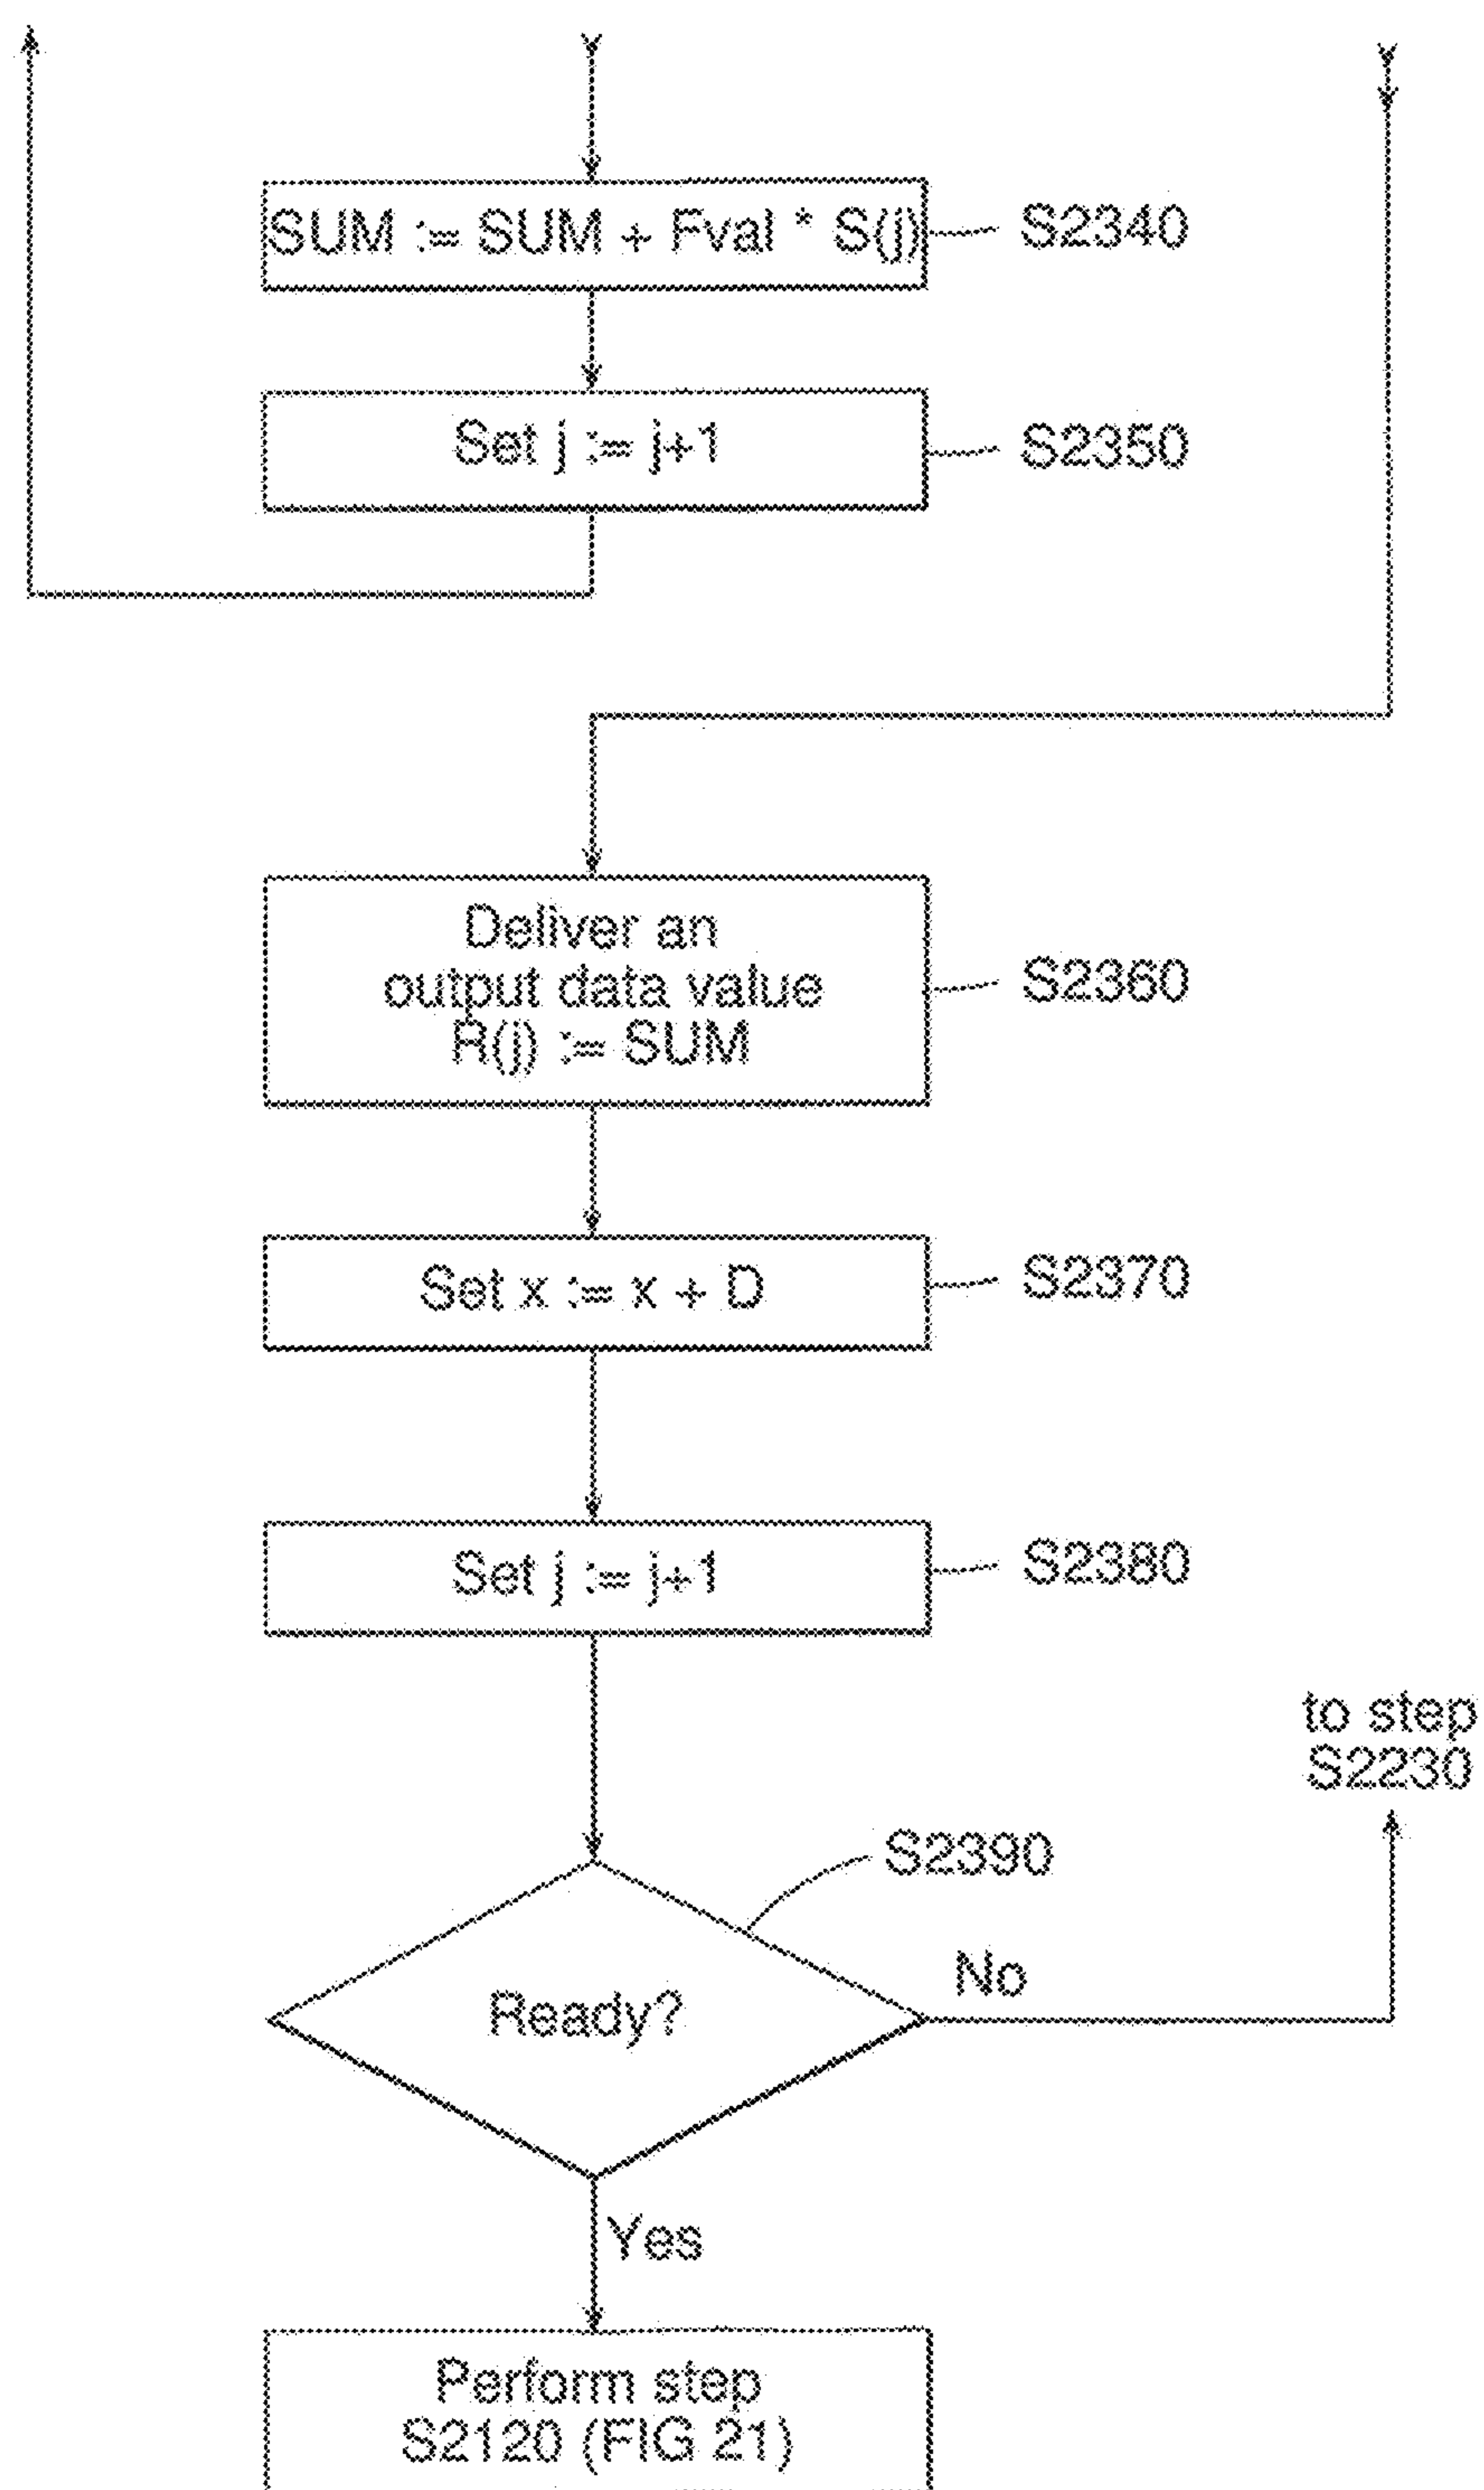 SUM := SUM + Fval * S(j)
S2340
Set j := j+1
S2350
Deliver an
output data value
R(j) := SUM
S2360
Set x := x + D
S2370
Set j := j+1
S2380
to step
S2230
S2390
No
Ready?
Yes
Perform step
S2120 (FIG 21)